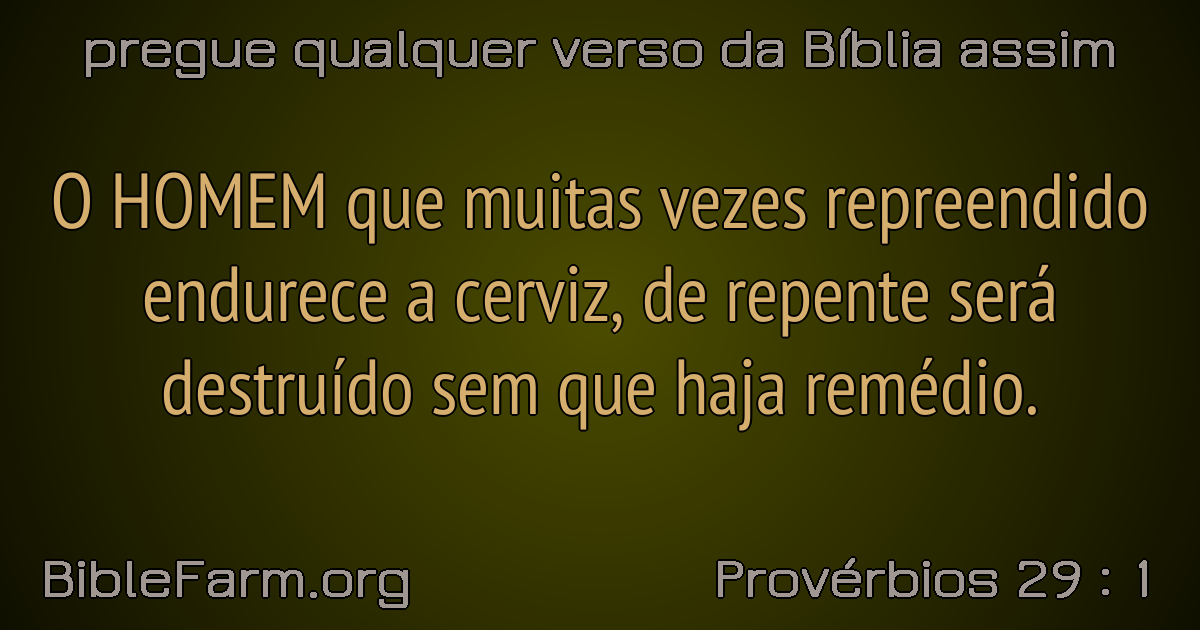 pregue qualquer verso da Bíblia assim
O HOMEM que muitas vezes repreendido
endurece a cerviz, de repente será
destruído sem que haja remédio.
BibleFarm.org
Provérbios 29 : 1